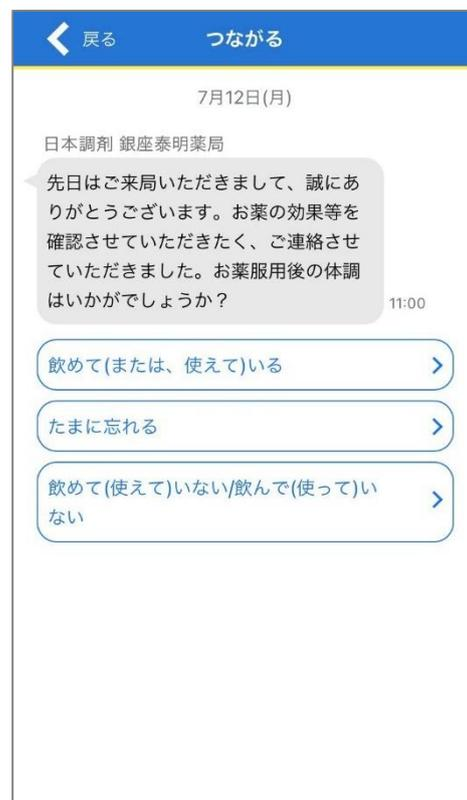 戻る
つながる
7月12日(月)
日本調剤 銀座泰明薬局
先日はご来局いただきまして、誠にあ
りがとうございます。お薬の効果等を
確認させていただきたく、ご連絡させ
ていただきました。お薬服用後の体調
はいかがでしょうか？
11:00
飲めて(または、使えて)いる
たまに忘れる
飲めて(使えて)いない/飲んで(使って)い
ない